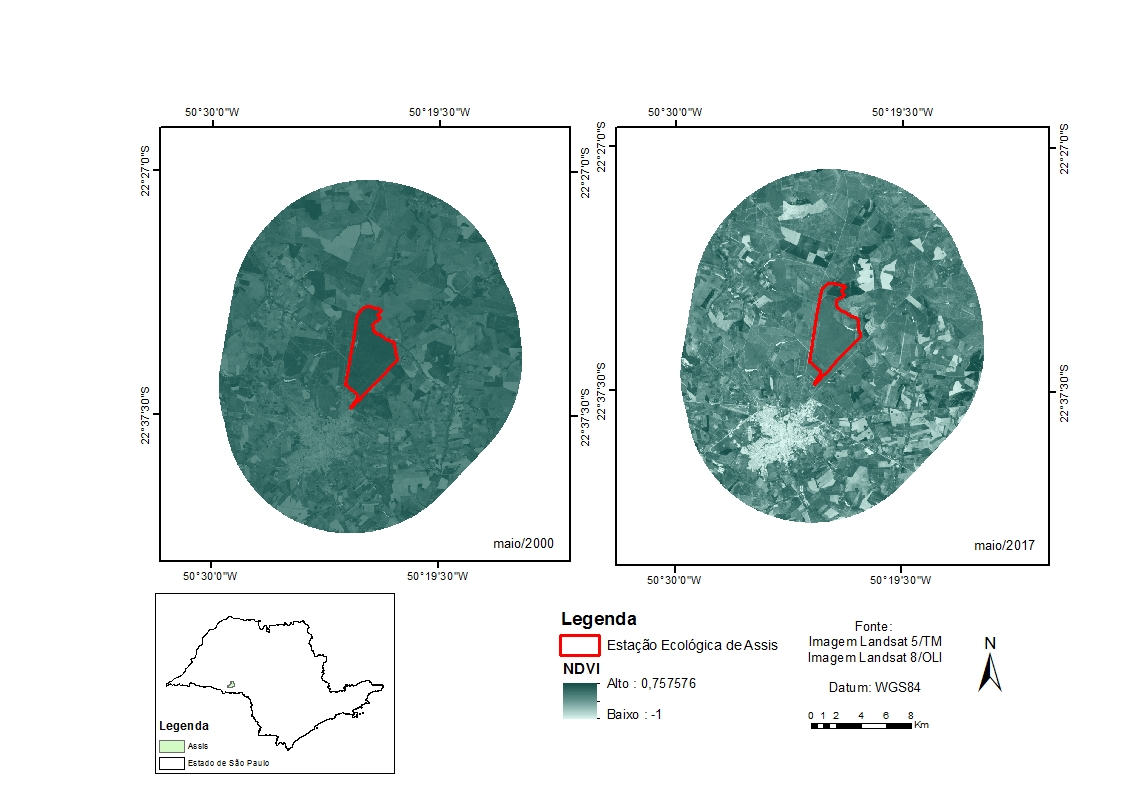 50°30'0"W
50°19'30"W
50°30'0"W
50°19'30"W
22°27'0"S
22°27'0"S
22°27'0"S
22°27'0"S
22°37'30"S
22°37'30"S
22°37'30"S
22°37'30"S
maio/2000
maio/2017
50°30'0"W
50°19'30"W
50°30'0"W
50°19'30"W
Legenda
Assis
Estado de São Paulo
Legenda
Estação Ecológica de Assis
NDVI
Alto : 0,757576
Baixo : -1
Fonte:
Imagem Landsat 5/TM
Imagem Landsat 8/OLI
Datum: WGS84
0 1 2 4 6 8
Km
N